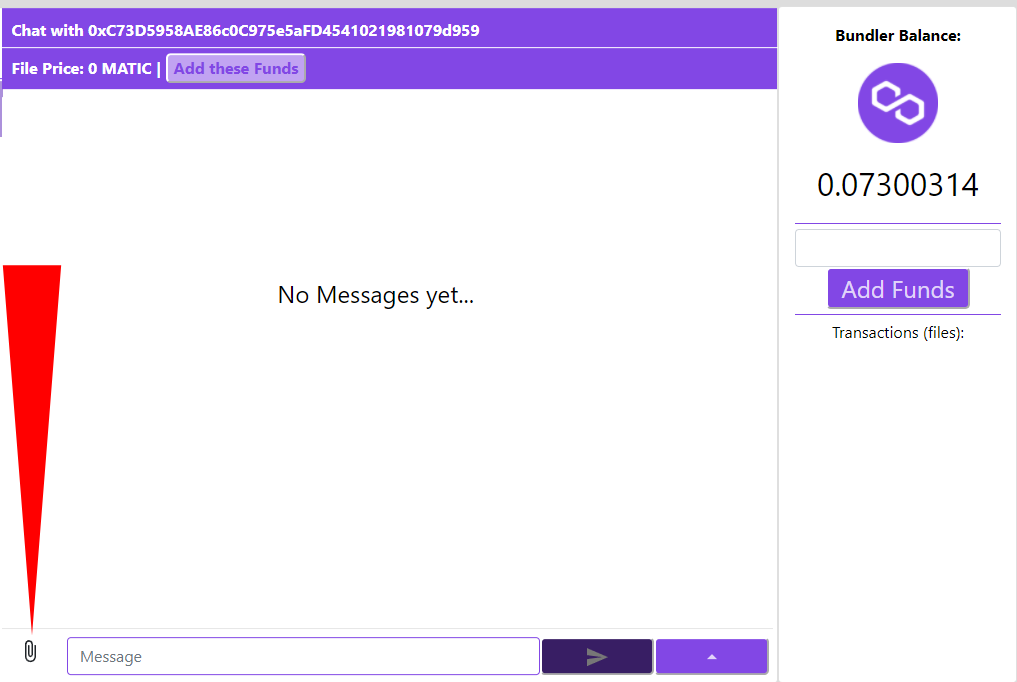 Chat with 0xC73D5958AE86c0C975e5aFD4541021981079d959
File Price: 0 MATIC | Add these Funds
No Messages yet...
Message
Bundler Balance:
0.07300314
Add Funds
Transactions (files):